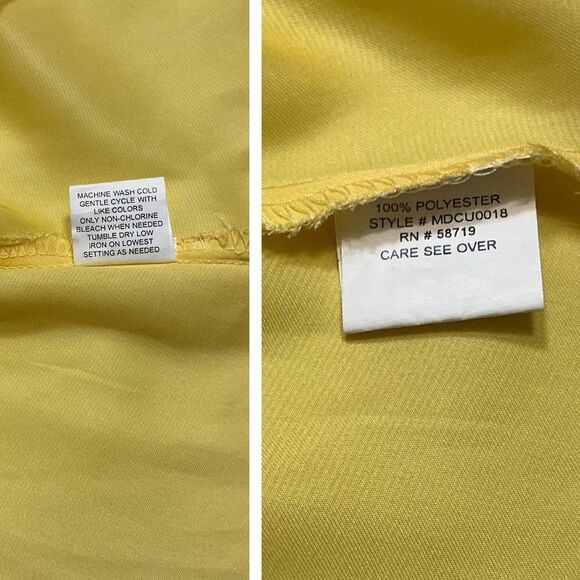 MACHINE WASH COLD
GENTLE CYCLE WITH
LIKE COLORS
ONLY NON-CHLORINE
BLEACH WHEN NEEDED
TUMBLE DRY LOW
IRON ON LOWEST
SETTING AS NEEDED
100% POLYESTER
STYLE # MDCU0018
RN # 58719
CARE SEE OVER